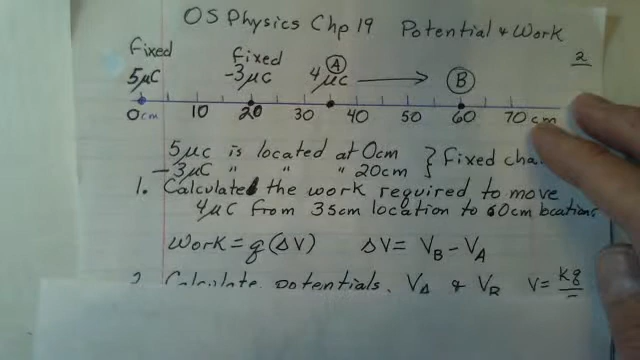 OS Physics Chp 19 Potential & Work
2
Fixed Fixed A
5μC -3μC 4μC B
0cm 10 20 30 40 50 60 70 cm
5μc is located at 0cm } fixed
-3μC " " " 20cm
1. Calculate the work required to move
4μC from 35cm location to 60cm locations
Work = q(ΔV) ΔV = VB - VA
2. Calculate potentials. VA & VB V = kq